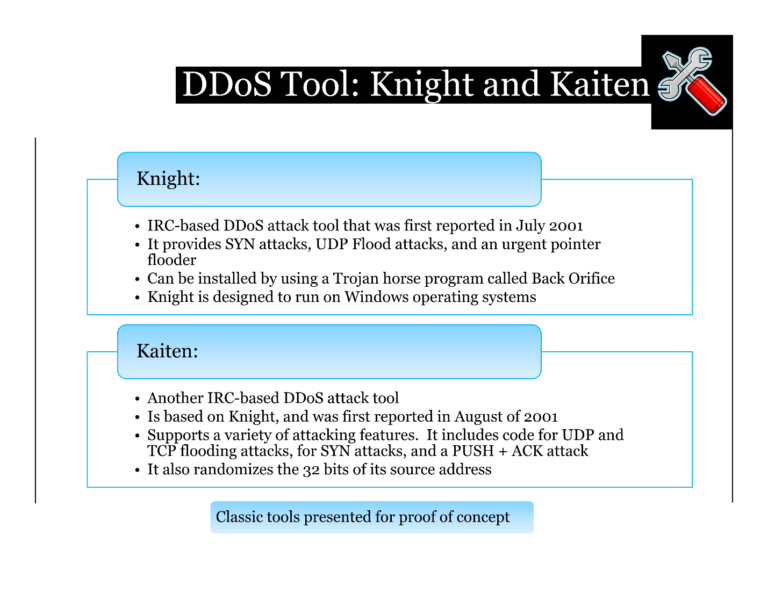 DDoS Tool: Knight and Kaiten
Knight:
• IRC-based DDoS attack tool that was first reported in July 2001
• It provides SYN attacks, UDP Flood attacks, and an urgent pointer
flooder
• Can be installed by using a Trojan horse program called Back Orifice
• Knight is designed to run on Windows operating systems
Kaiten:
• Another IRC-based DDoS attack tool
• Is based on Knight, and was first reported in August of 2001
• Supports a variety of attacking features.  It includes code for UDP and
TCP flooding attacks, for SYN attacks, and a PUSH + ACK attack
• It also randomizes the 32 bits of its source address
Classic tools presented for proof of concept